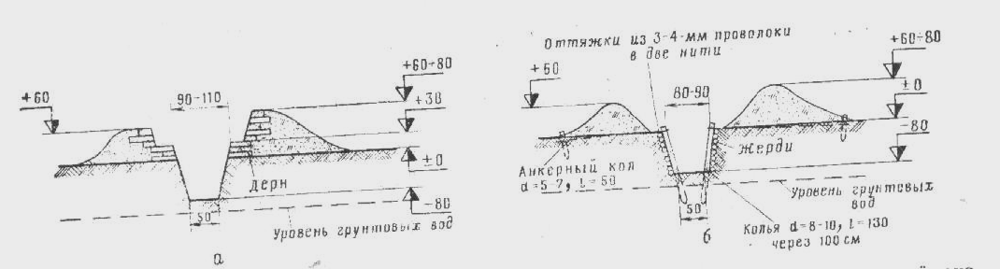 +60
90-110
+60÷80
+30
±0
-80
дерн
50
Уровень грунтовых вод
а
Оттяжки из 3-4-мм проволоки
в две нити
+60
80-90
+60÷80
±0
-80
Жерди
Анкерный кол
d=5-7, l=50
50
Уровень грунтовых
вод
Колья d=8-10, l=130
через 100 см
б